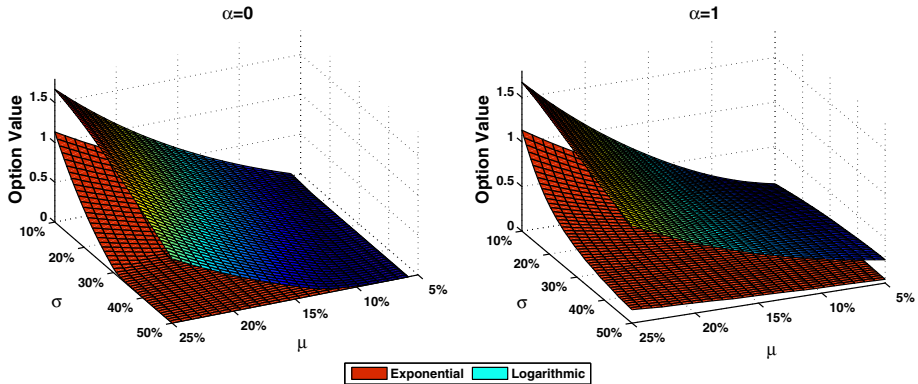 α=0
Option Value
1.5
1
0.5
0
10%
20%
30%
40%
50%
σ
25%
20%
15%
10%
5%
μ
α=1
Option Value
1.5
1
0.5
0
10%
20%
30%
40%
50%
σ
25%
20%
15%
10%
5%
μ
Exponential
Logarithmic